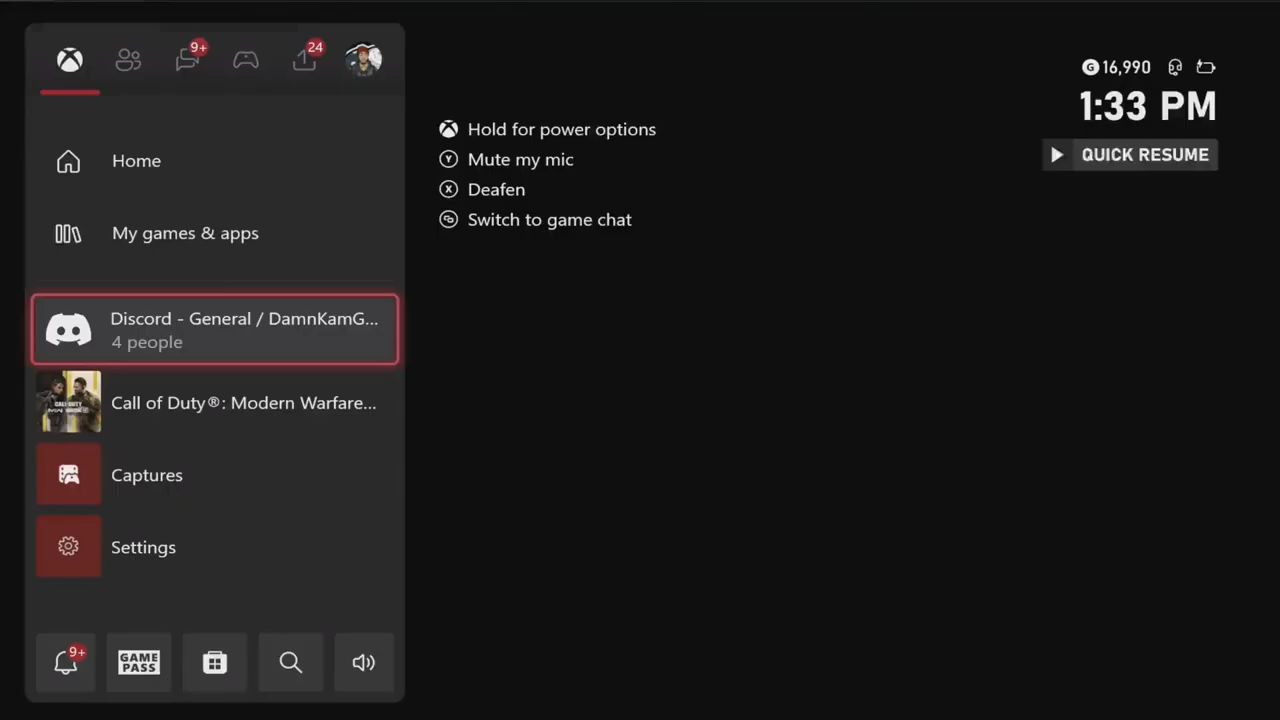 9+
24
Home
My games & apps
Discord - General / DamnKamG...
4 people
Call of Duty®: Modern Warfare...
Captures
Settings
9+
GAME PASS
Hold for power options
Y Mute my mic
X Deafen
Switch to game chat
G 16,990
1:33 PM
QUICK RESUME